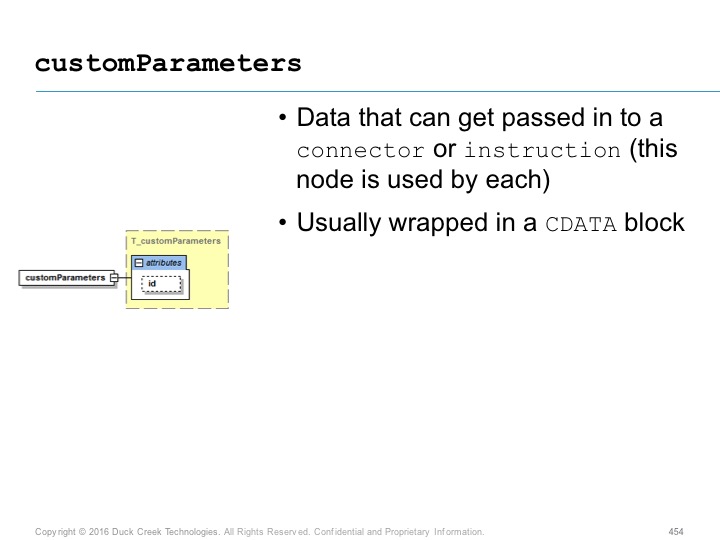 customParameters
• Data that can get passed in to a
connector or instruction (this
node is used by each)
• Usually wrapped in a CDATA block
T_customParameters
attributes
customParameters
id
Copyright © 2016 Duck Creek Technologies. All Rights Reserved. Confidential and Proprietary Information.
454